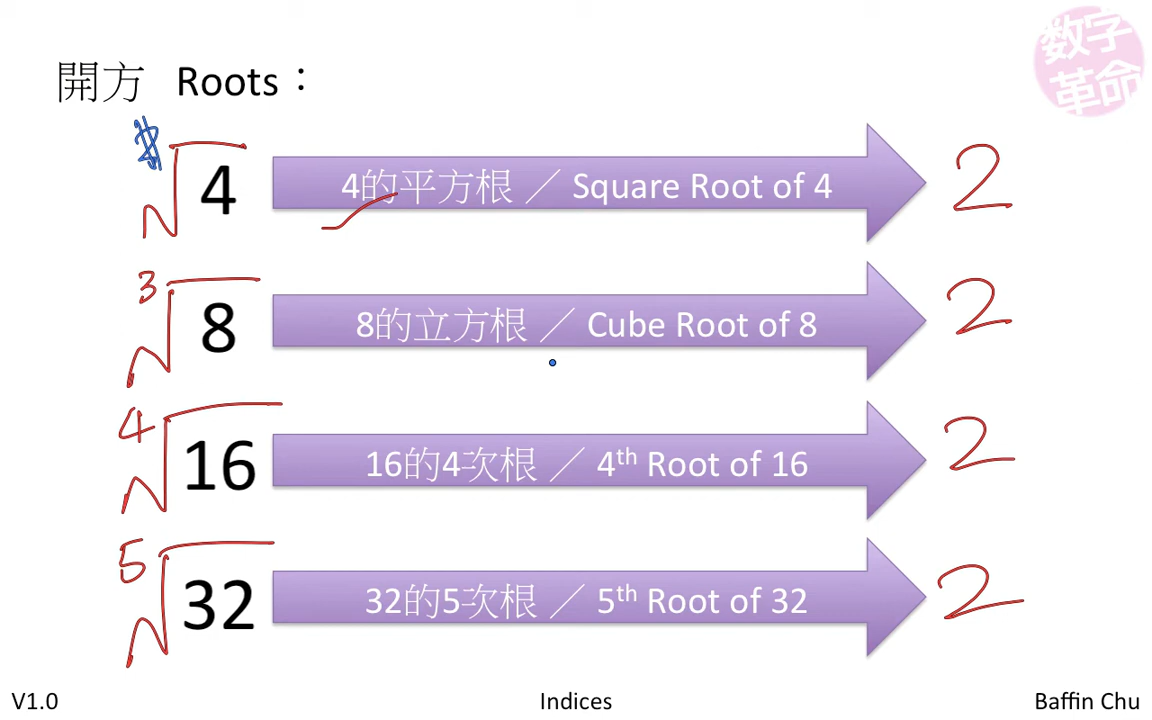 数字
革命
開方 Roots：
√4 4的平方根 ／ Square Root of 4 2
3√8 8的立方根 ／ Cube Root of 8 2
4√16 16的4次根 ／ 4th Root of 16 2
5√32 32的5次根 ／ 5th Root of 32 2
V1.0 Indices Baffin Chu